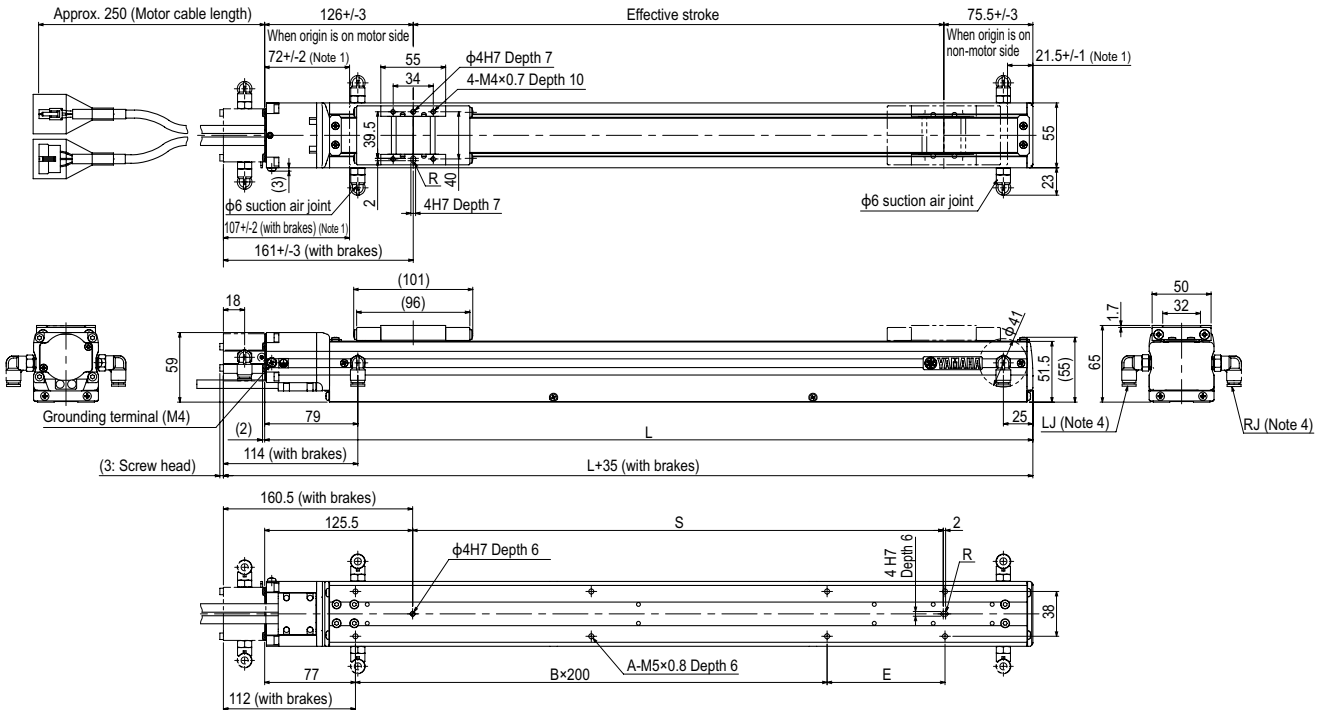 Approx. 250 (Motor cable length)
126+/-3
Effective stroke
75.5+/-3
When origin is on motor side
When origin is on
non-motor side
72+/-2 (Note 1)
21.5+/-1 (Note 1)
55
34
ϕ4H7 Depth 7
4-M4×0.7 Depth 10
39.5
40
55
23
(3)
2
R
ϕ6 suction air joint
4H7 Depth 7
ϕ6 suction air joint
107+/-2 (with brakes) (Note 1)
161+/-3 (with brakes)
(101)
(96)
18
59
ϕ41
YAMAHA
51.5
(55)
50
32
1.7
65
Grounding terminal (M4)
79
25
LJ (Note 4)
RJ (Note 4)
(2)
L
114 (with brakes)
(3: Screw head)
L+35 (with brakes)
160.5 (with brakes)
125.5
S
2
ϕ4H7 Depth 6
4 H7
Depth 6
R
38
A-M5×0.8 Depth 6
77
B×200
E
112 (with brakes)